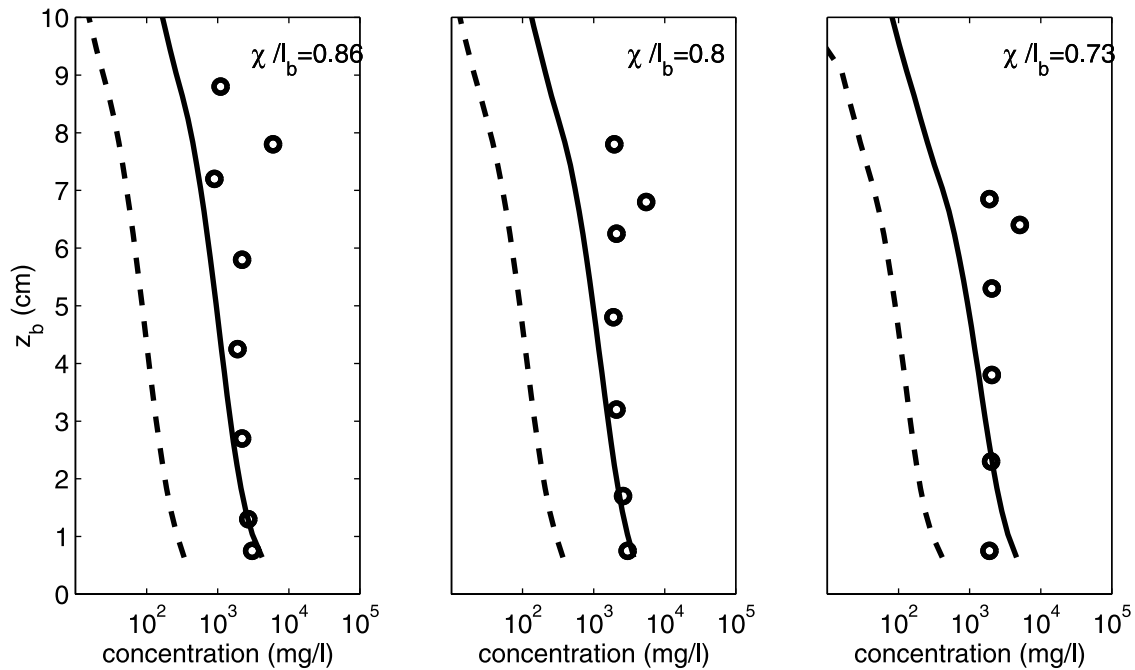 χ/l_b=0.86
χ/l_b=0.8
χ/l_b=0.73
10
9
8
7
6
5
4
3
2
1
0
z_b (cm)
10^2 10^3 10^4 10^5
10^2 10^3 10^4 10^5
10^2 10^3 10^4 10^5
concentration (mg/l)
concentration (mg/l)
concentration (mg/l)